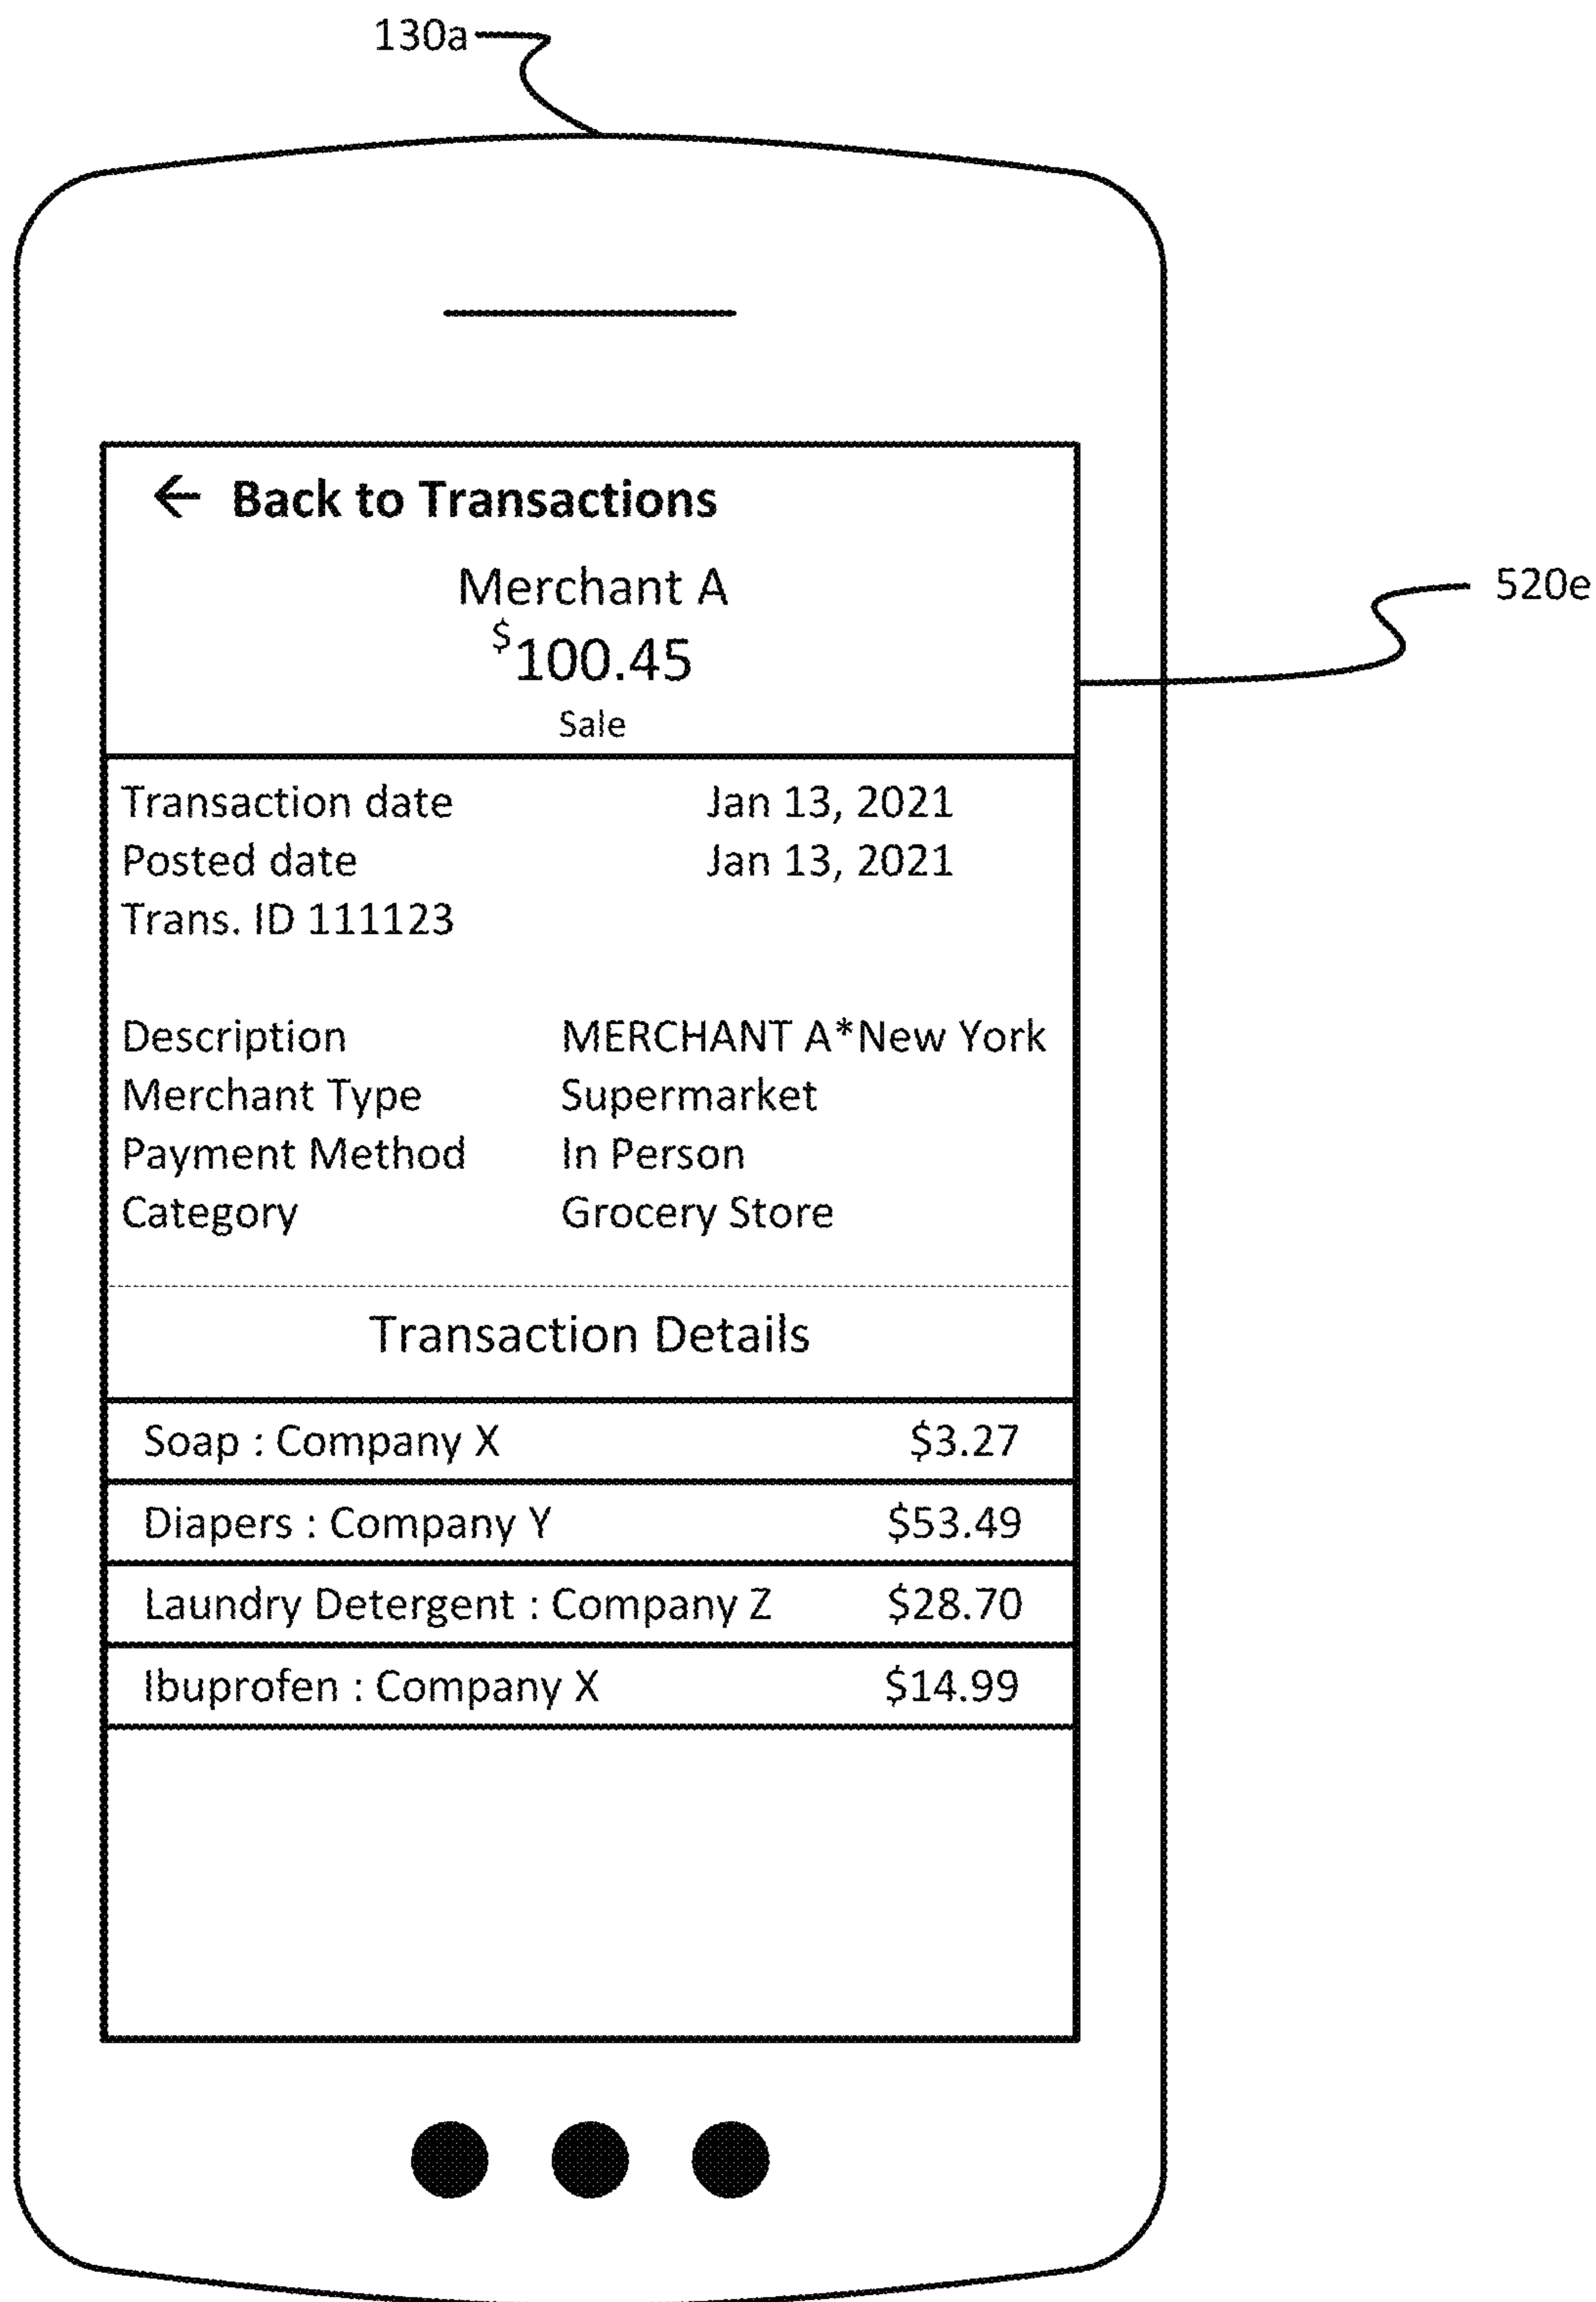 130a
← Back to Transactions
Merchant A
520e
$100.45
Sale
Transaction date Jan 13, 2021
Posted date Jan 13, 2021
Trans. ID 111123
Description MERCHANT A*New York
Merchant Type Supermarket
Payment Method In Person
Category Grocery Store
Transaction Details
Soap : Company X $3.27
Diapers : Company Y $53.49
Laundry Detergent : Company Z $28.70
Ibuprofen : Company X $14.99